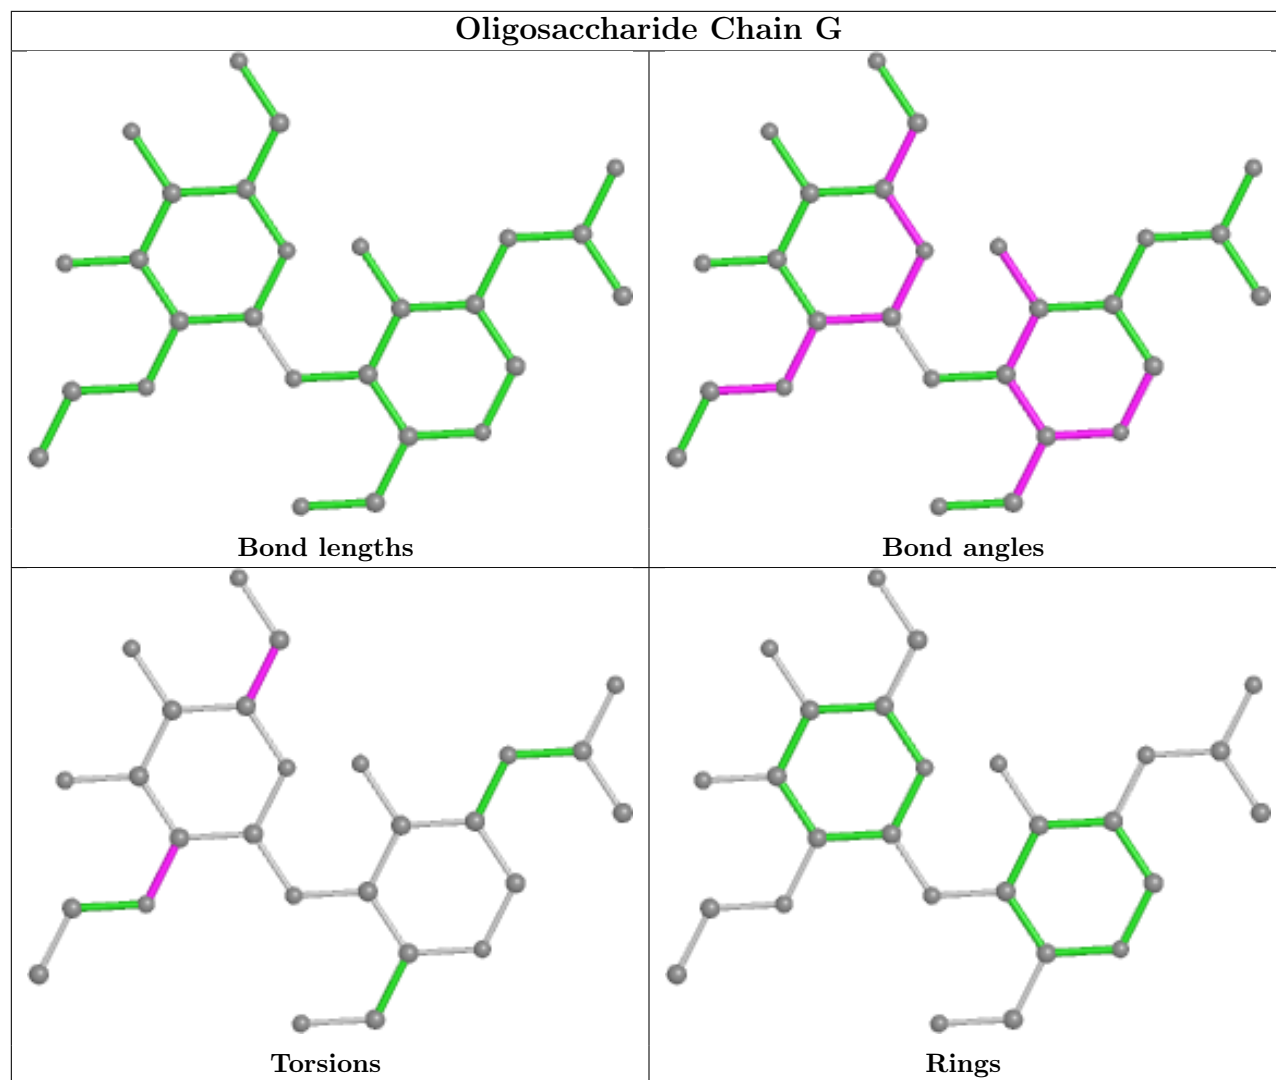 Oligosaccharide Chain G
Bond lengths
Bond angles
Torsions
Rings